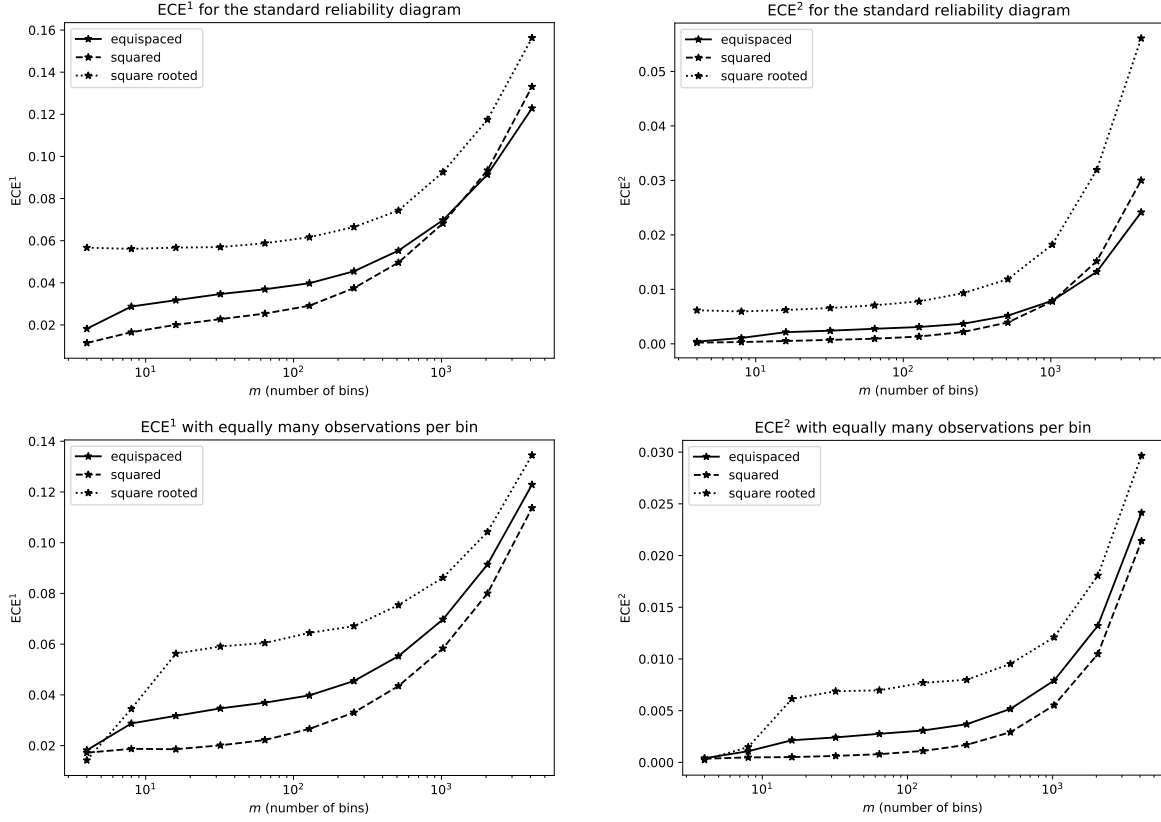 ECE¹ for the standard reliability diagram
equispaced
squared
square rooted
0.16
0.14
0.12
0.10
0.08
0.06
0.04
0.02
ECE¹
10¹
10²
10³
m (number of bins)
ECE² for the standard reliability diagram
equispaced
squared
square rooted
0.05
0.04
0.03
0.02
0.01
0.00
ECE²
10¹
10²
10³
m (number of bins)
ECE¹ with equally many observations per bin
equispaced
squared
square rooted
0.14
0.12
0.10
0.08
0.06
0.04
0.02
ECE¹
10¹
10²
10³
m (number of bins)
ECE² with equally many observations per bin
equispaced
squared
square rooted
0.030
0.025
0.020
0.015
0.010
0.005
0.000
ECE²
10¹
10²
10³
m (number of bins)